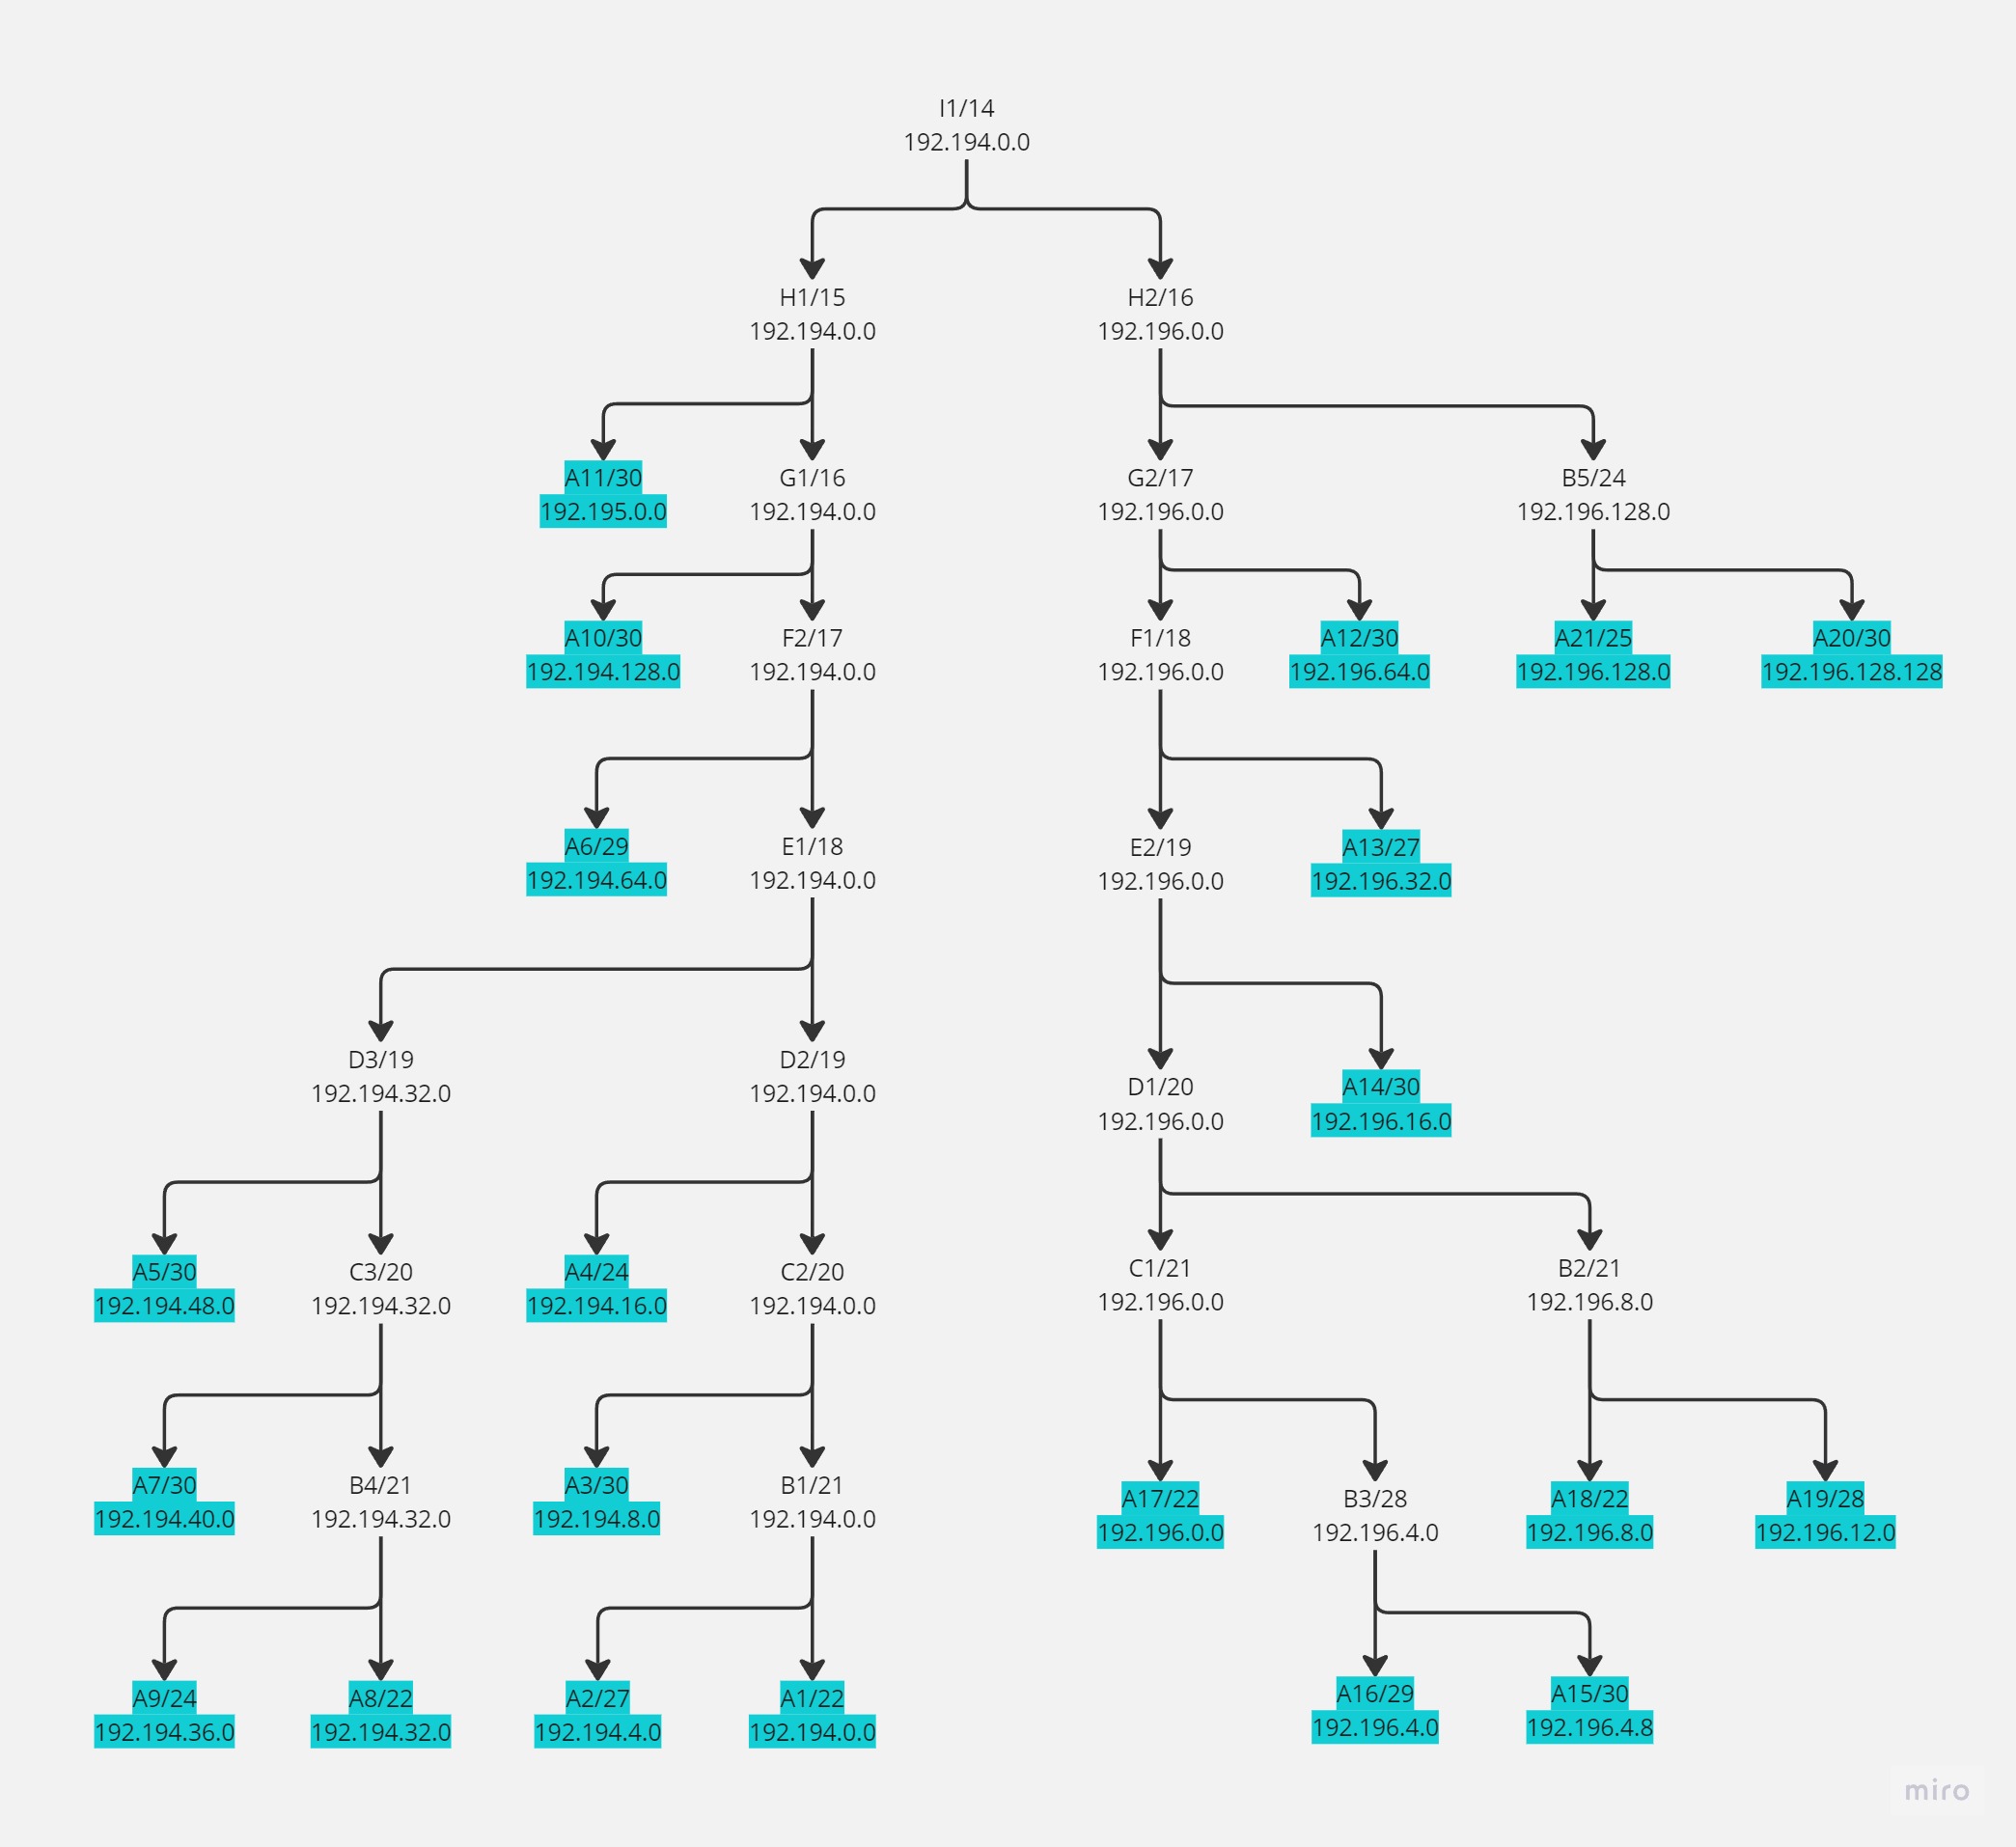 I1/14
192.194.0.0
H1/15
192.194.0.0
H2/16
192.196.0.0
A11/30
192.195.0.0
G1/16
192.194.0.0
G2/17
192.196.0.0
B5/24
192.196.128.0
A10/30
192.194.128.0
F2/17
192.194.0.0
F1/18
192.196.0.0
A12/30
192.196.64.0
A21/25
192.196.128.0
A20/30
192.196.128.128
A6/29
192.194.64.0
E1/18
192.194.0.0
E2/19
192.196.0.0
A13/27
192.196.32.0
D3/19
192.194.32.0
D2/19
192.194.0.0
D1/20
192.196.0.0
A14/30
192.196.16.0
A5/30
192.194.48.0
C3/20
192.194.32.0
A4/24
192.194.16.0
C2/20
192.194.0.0
C1/21
192.196.0.0
B2/21
192.196.8.0
A7/30
192.194.40.0
B4/21
192.194.32.0
A3/30
192.194.8.0
B1/21
192.194.0.0
A17/22
192.196.0.0
B3/28
192.196.4.0
A18/22
192.196.8.0
A19/28
192.196.12.0
A9/24
192.194.36.0
A8/22
192.194.32.0
A2/27
192.194.4.0
A1/22
192.194.0.0
A16/29
192.196.4.0
A15/30
192.196.4.8
miro